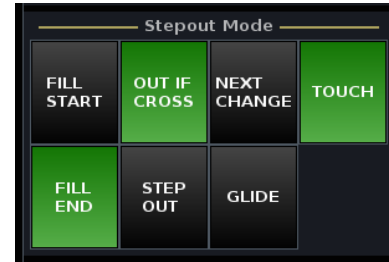 Stepout Mode
FILL
START
OUT IF
CROSS
NEXT
CHANGE
TOUCH
FILL
END
STEP
OUT
GLIDE